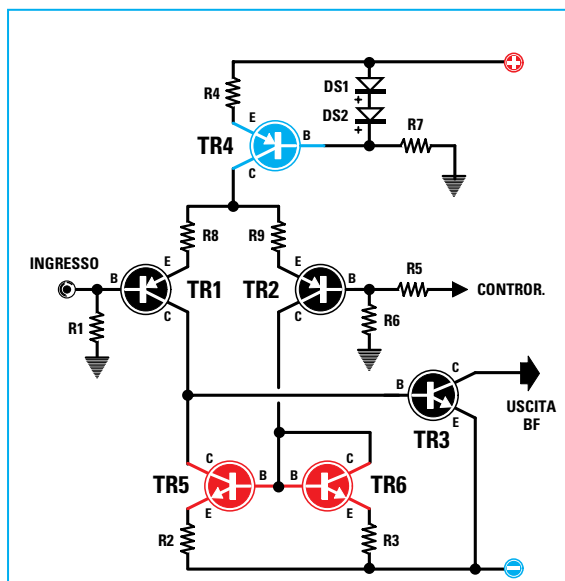 +
R4
DS1
+
DS2
+
R7
E
B
C
TR4
R8
R9
INGRESSO
B
E
C
TR1
R1
E
B
C
TR2
R5
CONTROR.
R6
B
C
E
TR3
USCITA
BF
TR5
C
B
E
B
C
E
TR6
R2
R3
−